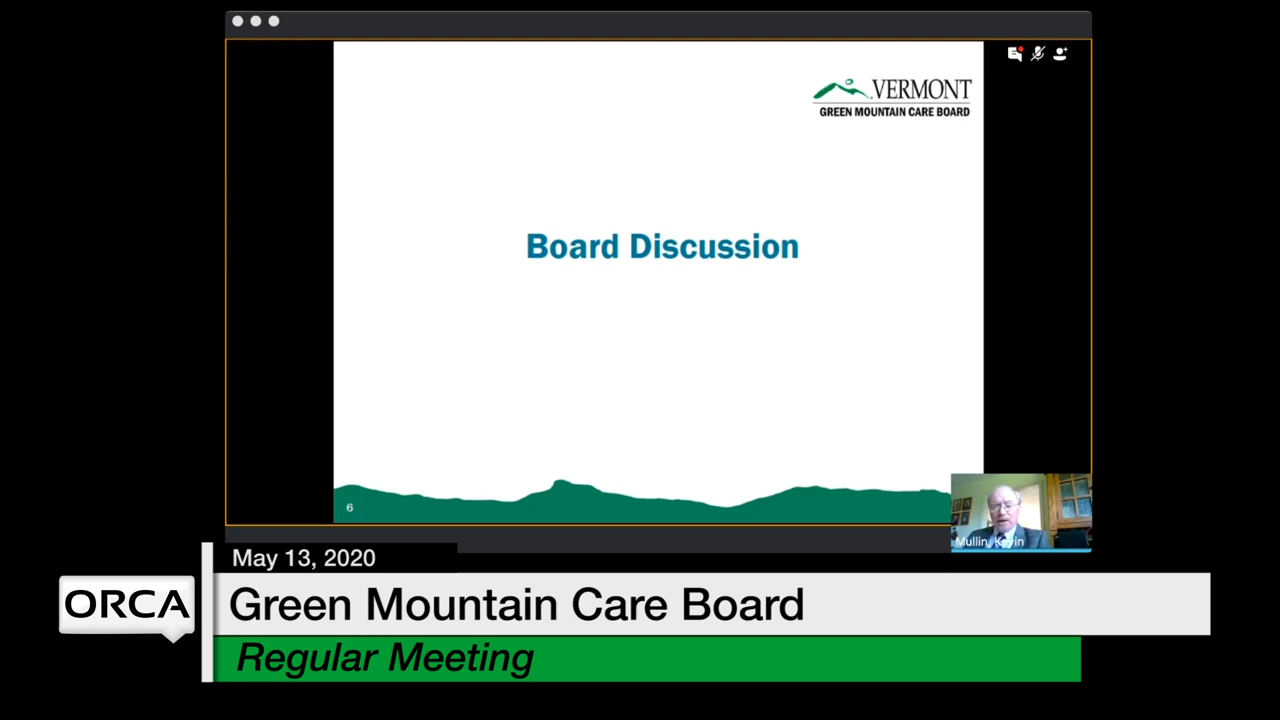 VERMONT
GREEN MOUNTAIN CARE BOARD
Board Discussion
6
Mullin, Kevin
May 13, 2020
ORCA
Green Mountain Care Board
Regular Meeting